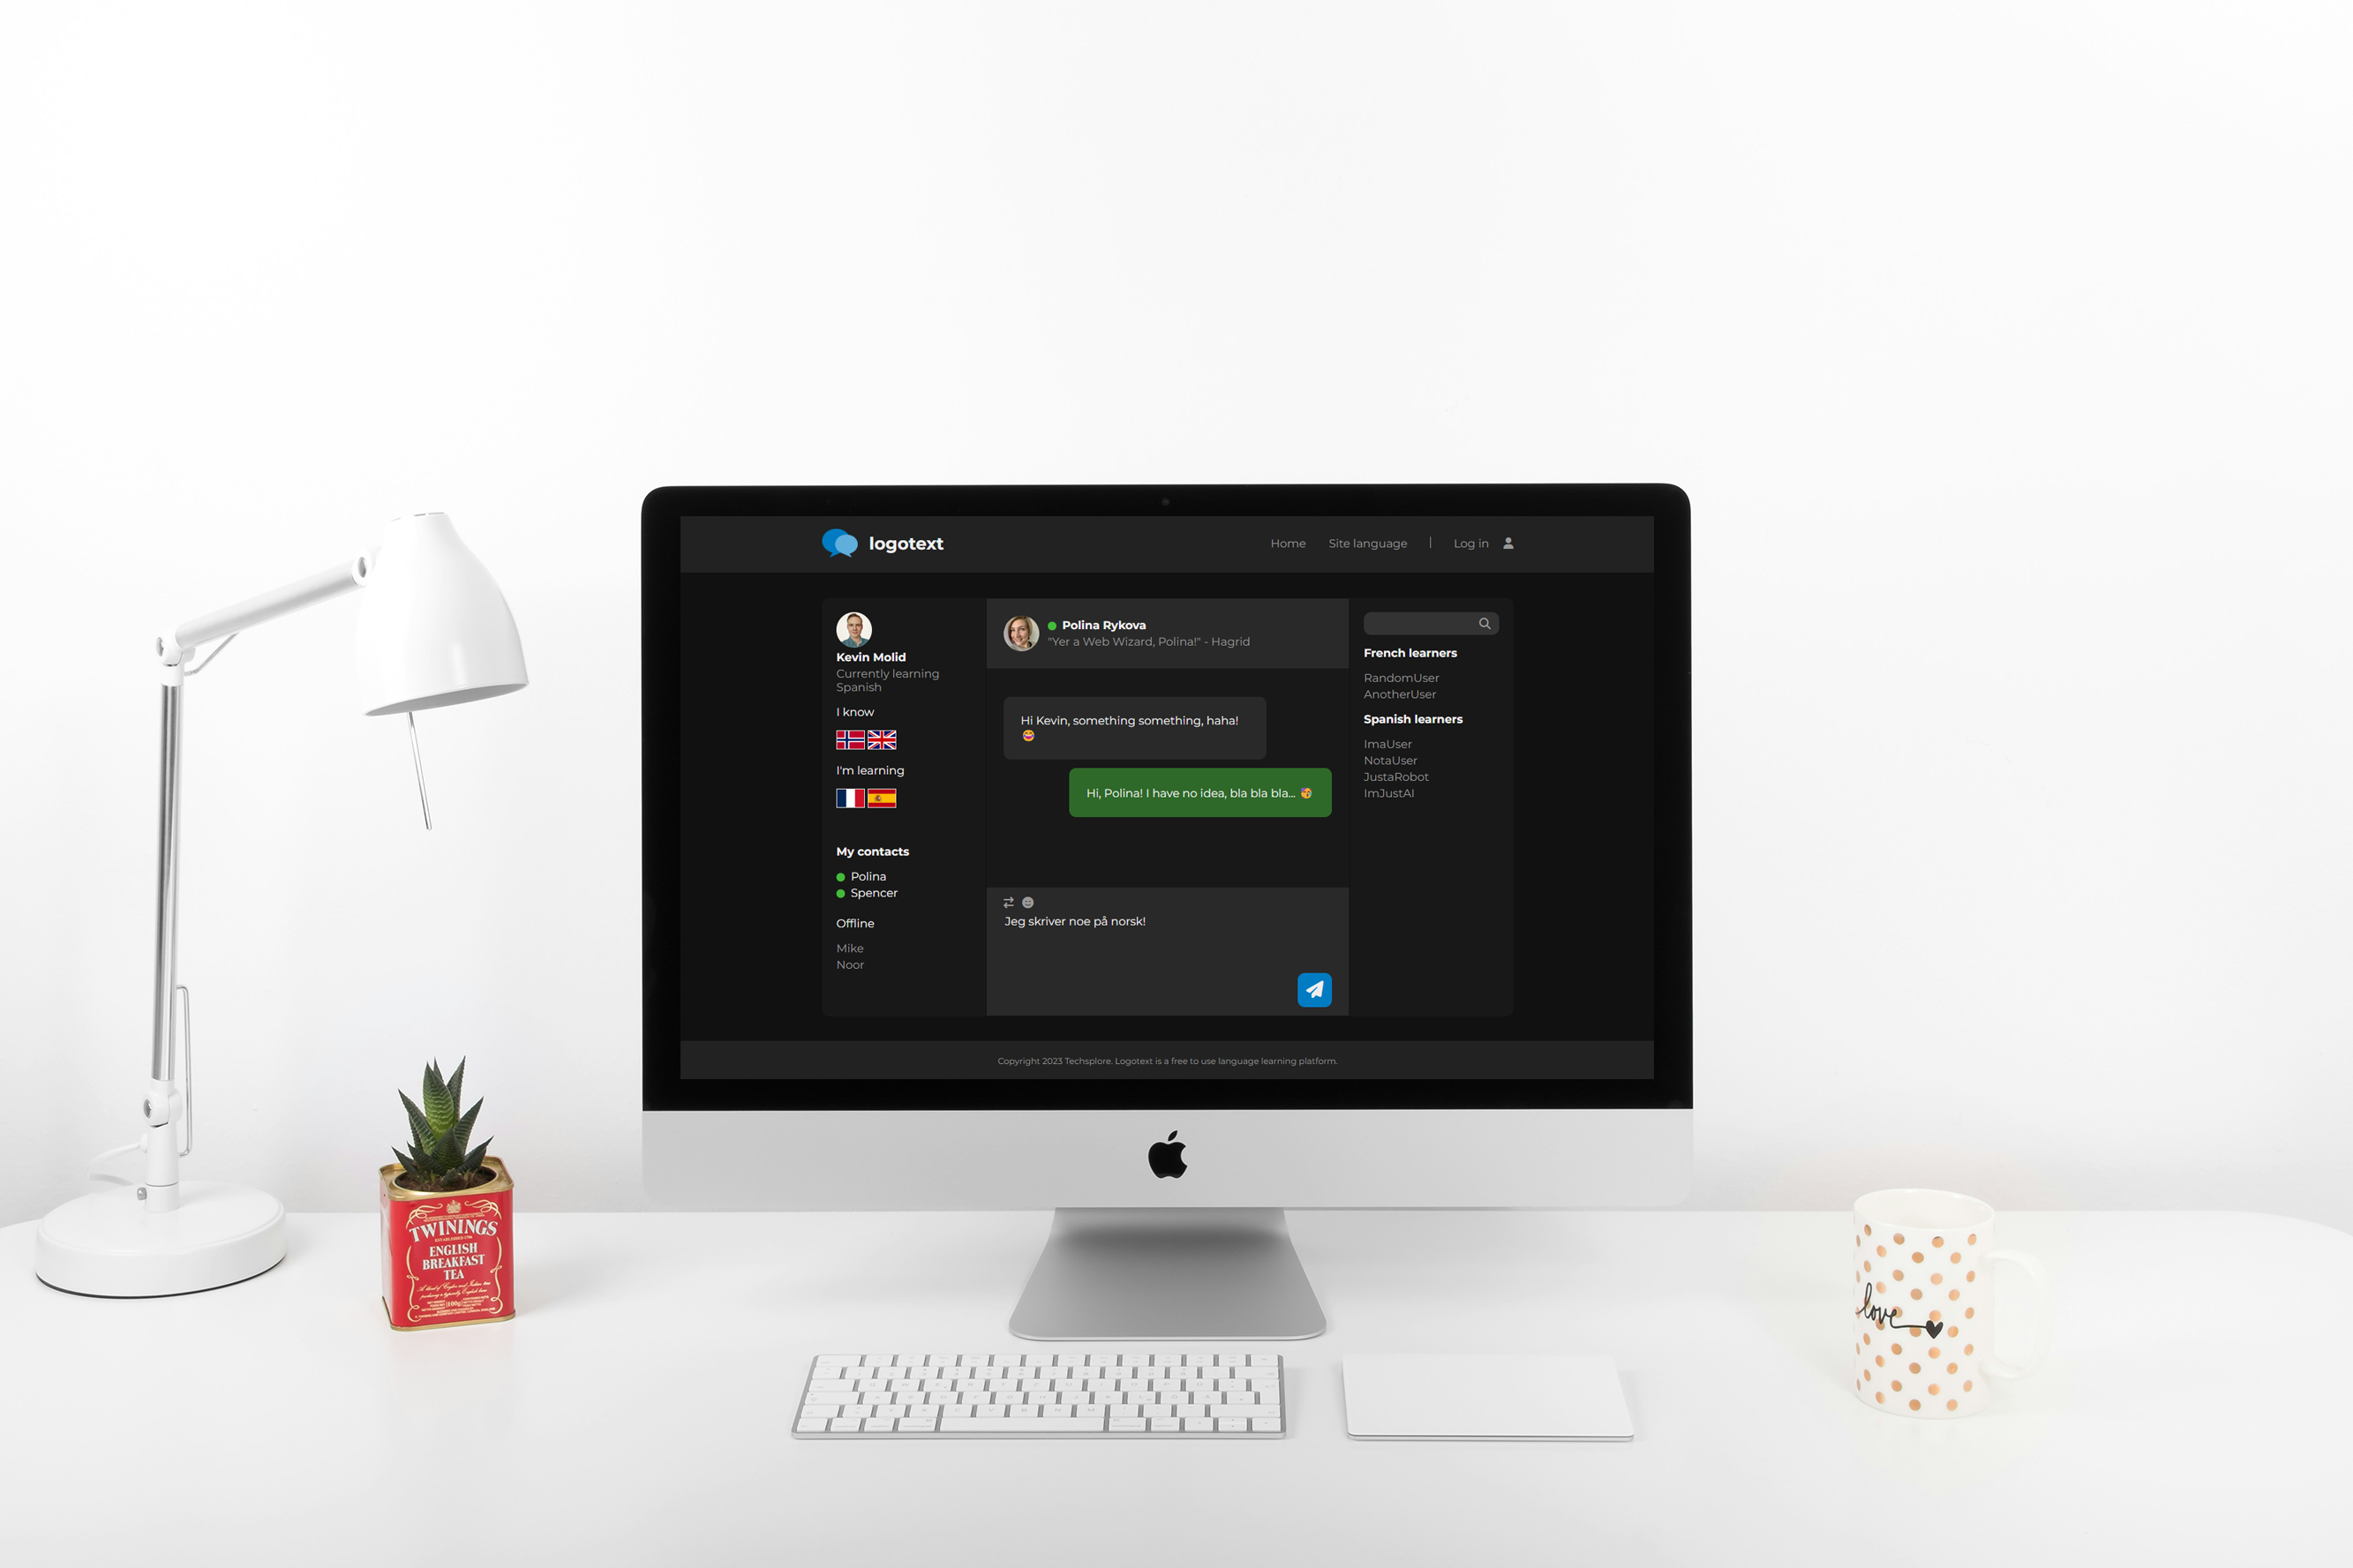 logotext
Home Site language | Log in
Kevin Molid
Currently learning
Spanish
I know
I'm learning
My contacts
Polina
Spencer
Offline
Mike
Noor
Polina Rykova
"Yer a Web Wizard, Polina!" - Hagrid
Hi Kevin, something something, haha!
😆
Hi, Polina! I have no idea, bla bla bla... 🥳
Jeg skriver noe på norsk!
French learners
RandomUser
AnotherUser
Spanish learners
ImaUser
NotaUser
JustaRobot
ImJustAI
Copyright 2023 Techsplore. Logotext is a free to use language learning platform.
TWININGS
ENGLISH
BREAKFAST
TEA
love